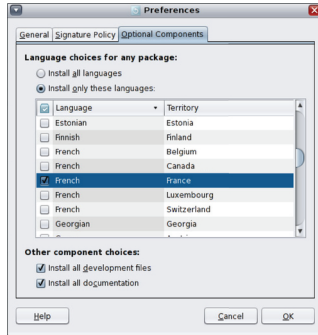 Preferences
General Signature Policy Optional Components
Language choices for any package:
Install all languages
Install only these languages:
Language Territory
Estonian Estonia
Finnish Finland
French Belgium
French Canada
French France
French Luxembourg
French Switzerland
Georgian Georgia
Other component choices:
Install all development files
Install all documentation
Help Cancel OK